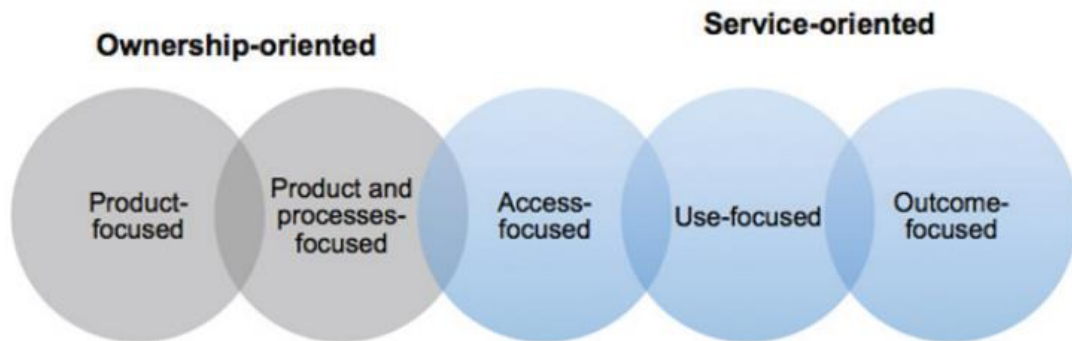 Ownership-oriented
Service-oriented
Product-
focused
Product and
processes-
focused
Access-
focused
Use-focused
Outcome-
focused